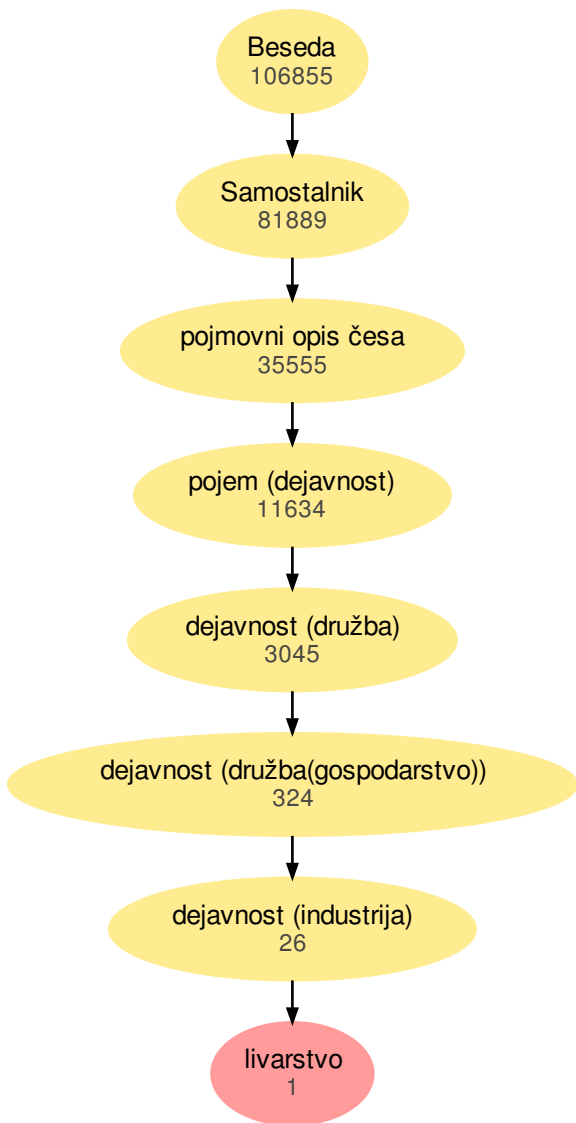 Beseda
106855
Samostalnik
81889
pojmovni opis česa
35555
pojem (dejavnost)
11634
dejavnost (družba)
3045
dejavnost (družba(gospodarstvo))
324
dejavnost (industrija)
26
livarstvo
1